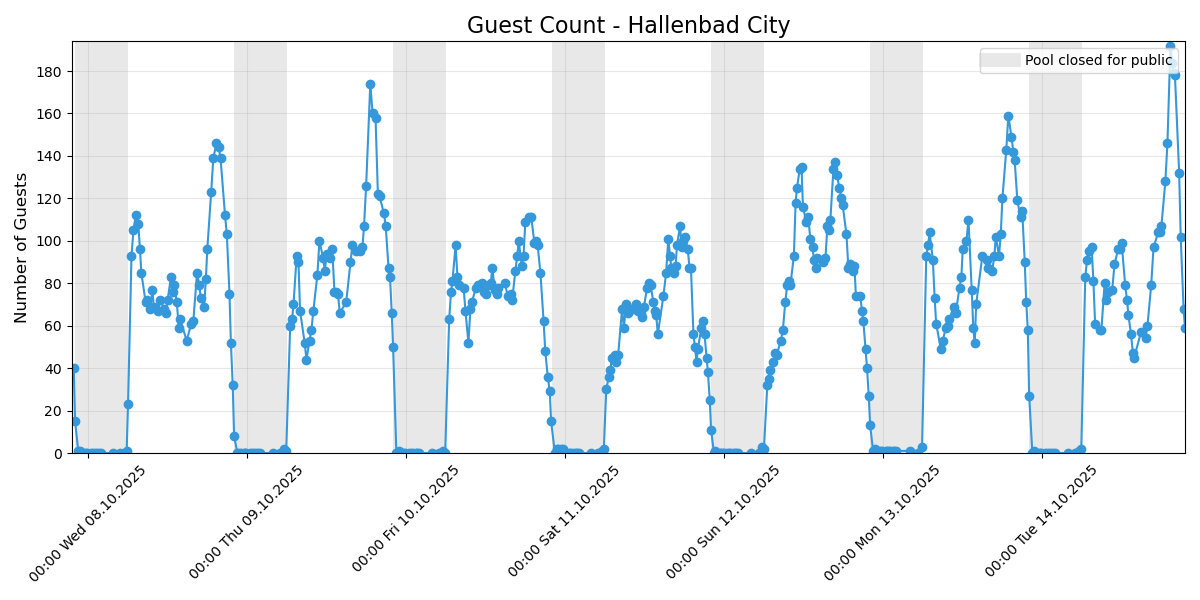 Guest Count - Hallenbad City
Pool closed for public
Number of Guests
180
160
140
120
100
80
60
40
20
0
00:00 Wed 08.10.2025
00:00 Thu 09.10.2025
00:00 Fri 10.10.2025
00:00 Sat 11.10.2025
00:00 Sun 12.10.2025
00:00 Mon 13.10.2025
00:00 Tue 14.10.2025